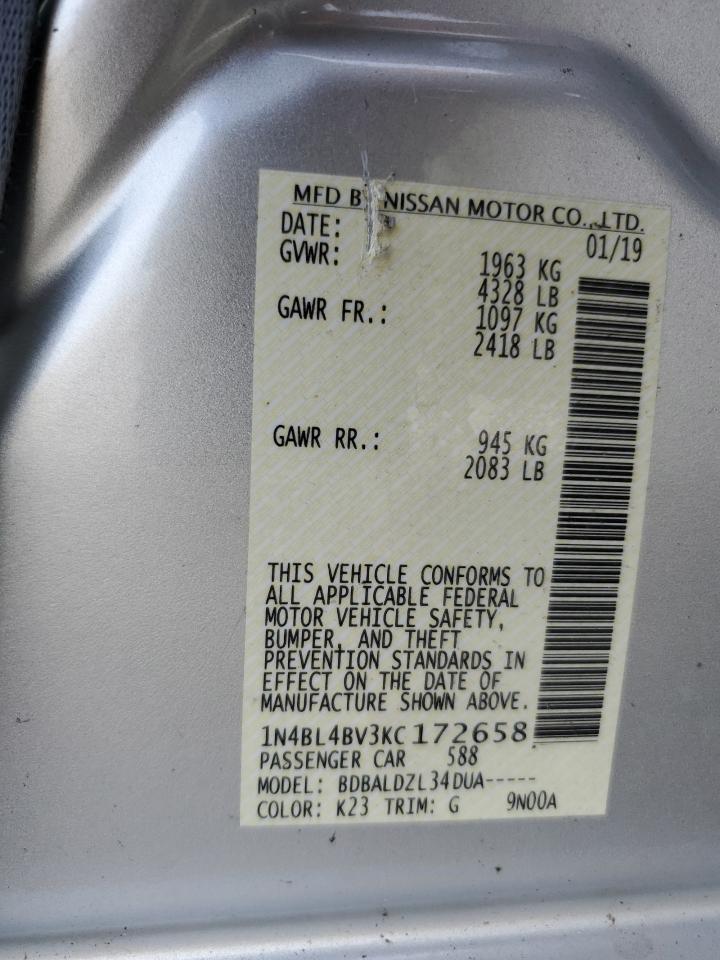 MFD BY NISSAN MOTOR CO., LTD.
DATE: 01/19
GVWR: 1963 KG
4328 LB
GAWR FR.: 1097 KG
2418 LB
GAWR RR.: 945 KG
2083 LB
THIS VEHICLE CONFORMS TO
ALL APPLICABLE FEDERAL
MOTOR VEHICLE SAFETY,
BUMPER, AND THEFT
PREVENTION STANDARDS IN
EFFECT ON THE DATE OF
MANUFACTURE SHOWN ABOVE.
1N4BL4BV3KC172658
PASSENGER CAR 588
MODEL: BDBALDZL34DUA-----
COLOR: K23 TRIM: G 9N00A